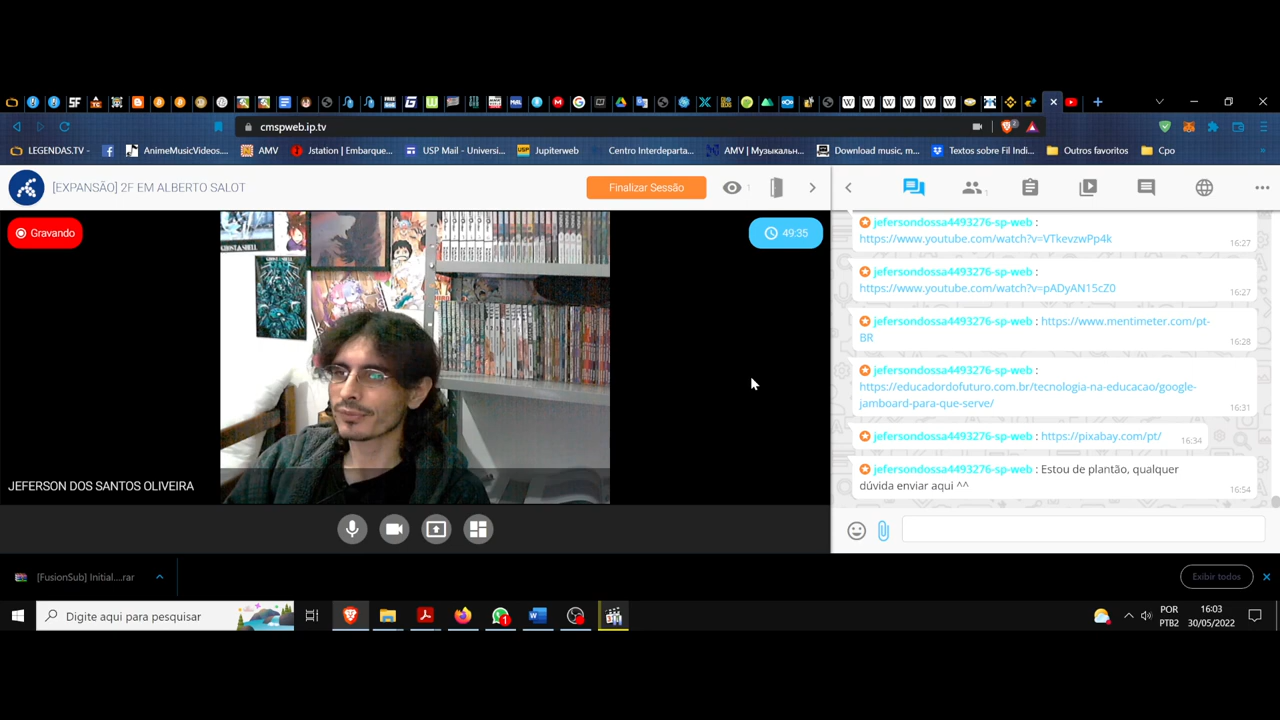 cmspweb.ip.tv
LEGENDAS.TV - AnimeMusicVideos... AMV Jstation | Embarque... USP Mail - Universi... Jupiterweb Centro Interdeparta... AMV | Музыкальн... Download music, m... Textos sobre Fil Indi... Outros favoritos Cpo
[EXPANSÃO] 2F EM ALBERTO SALOT
Finalizar Sessão
1
1
Gravando
49:35
JEFERSON DOS SANTOS OLIVEIRA
jefersondossa4493276-sp-web :
https://www.youtube.com/watch?v=VTkevzwPp4k
16:27
jefersondossa4493276-sp-web :
https://www.youtube.com/watch?v=pADyAN15cZ0
16:27
jefersondossa4493276-sp-web : https://www.mentimeter.com/pt-
BR
16:28
jefersondossa4493276-sp-web :
https://educadordofuturo.com.br/tecnologia-na-educacao/google-
jamboard-para-que-serve/
16:31
jefersondossa4493276-sp-web : https://pixabay.com/pt/
16:34
jefersondossa4493276-sp-web : Estou de plantão, qualquer
dúvida enviar aqui ^^
16:54
[FusionSub] Initial....rar
Exibir todos
Digite aqui para pesquisar
POR
PTB2
16:03
30/05/2022